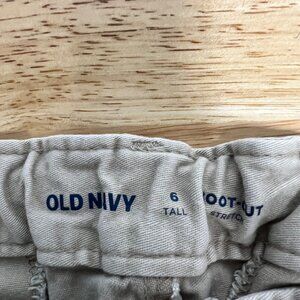 OLD NAVY
6
TALL
BOOT-CUT
STRETCH